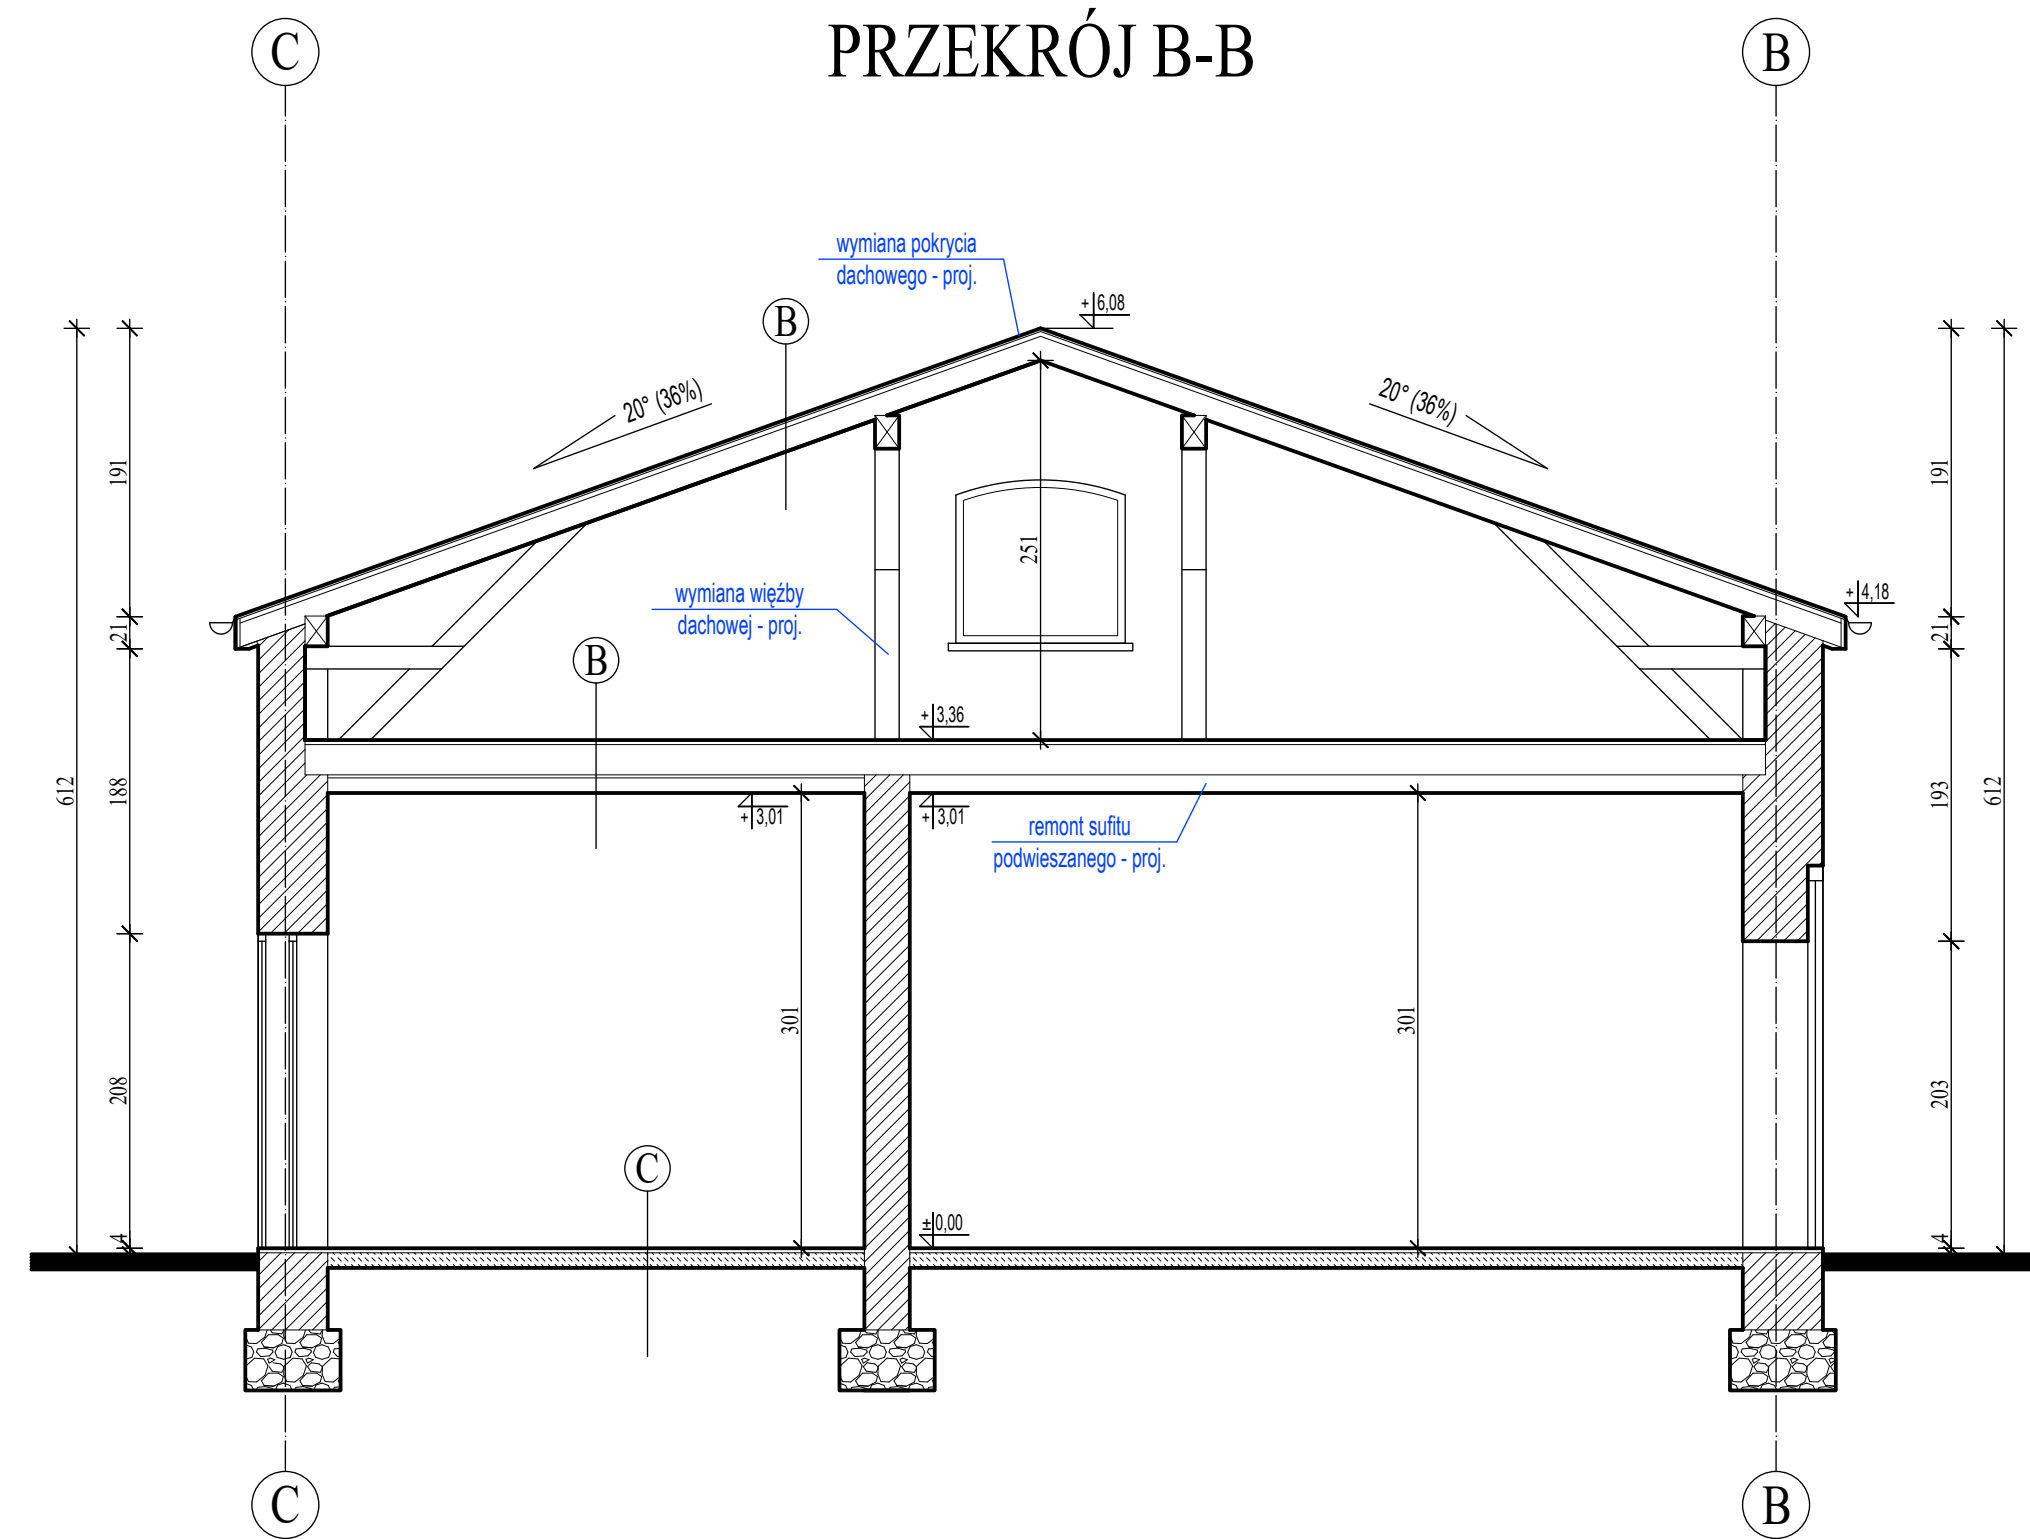 PRZEKRÓJ B-B
C
B
wymiana pokrycia
dachowego - proj.
+6,08
B
20° (36%)
20° (36%)
191
191
251
wymiana więźby
dachowej - proj.
+4,18
21
21
B
+3,36
612
188
193
612
+3,01
+3,01
remont sufitu
podwieszanego - proj.
301
301
208
203
C
±0,00
4
4
C
B